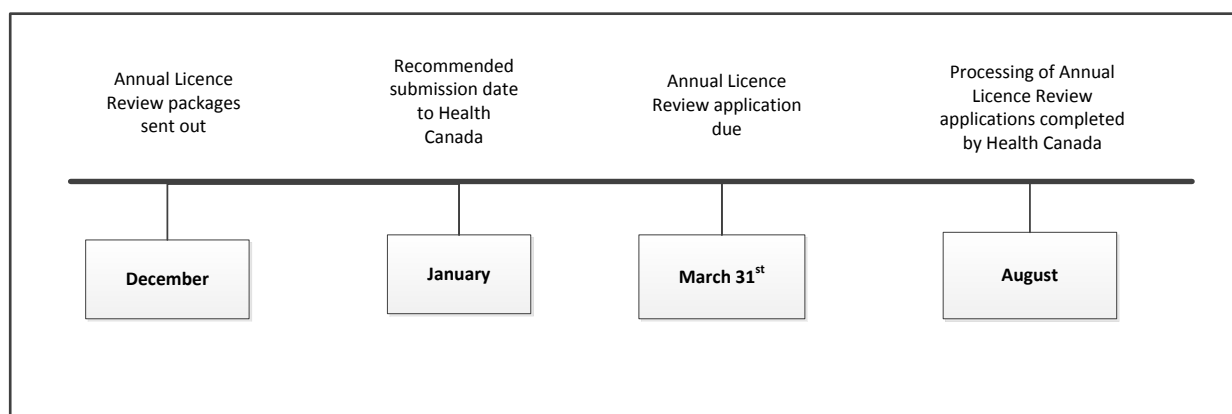 Annual Licence
Review packages
sent out
Recommended
submission date
to Health
Canada
Annual Licence
Review application
due
Processing of Annual
Licence Review
applications completed
by Health Canada
December
January
March 31st
August